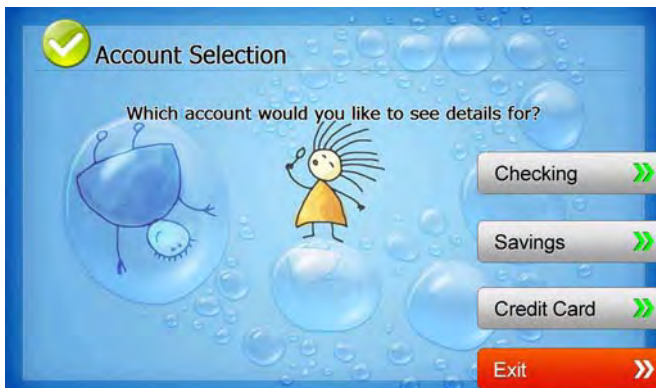 Account Selection
Which account would you like to see details for?
Checking
Savings
Credit Card
Exit